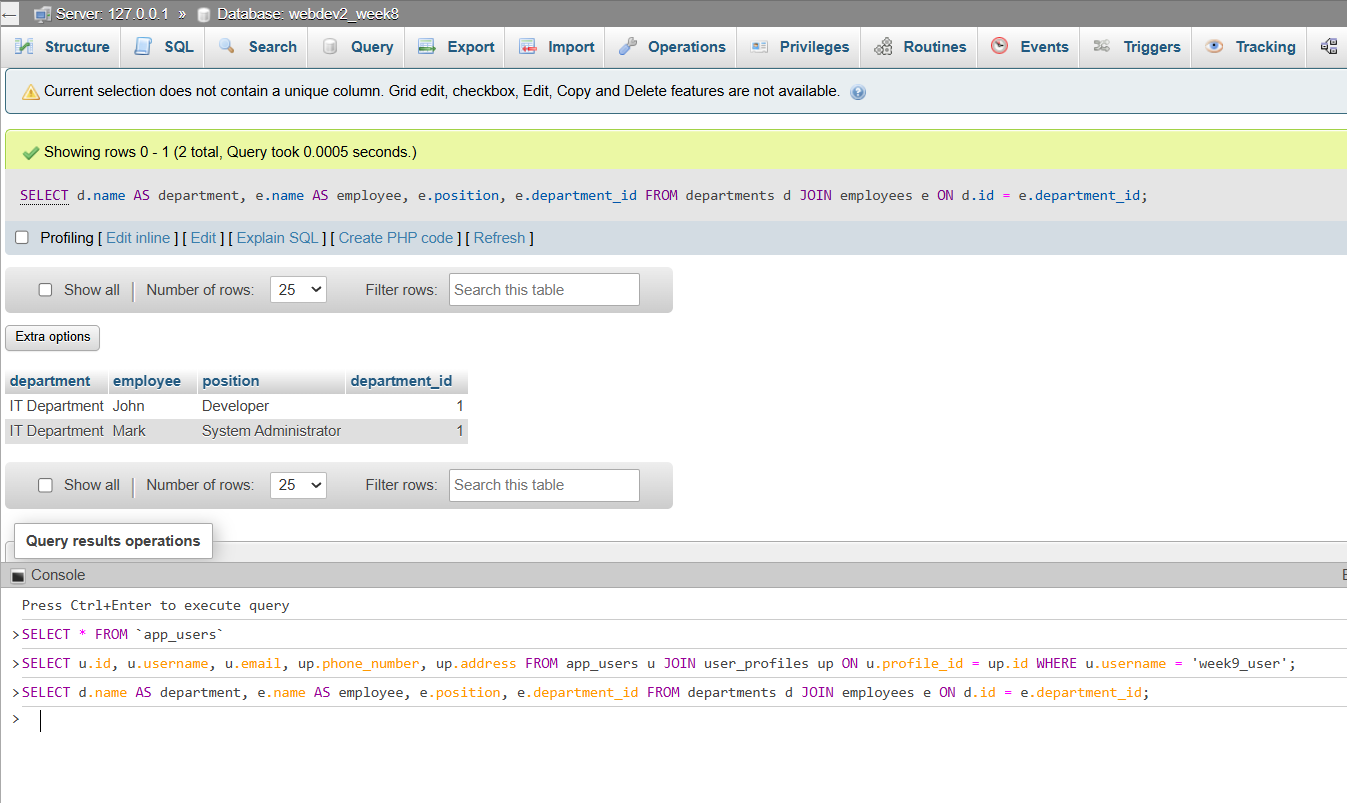 Server: 127.0.0.1 » Database: webdev2_week8
Structure SQL Search Query Export Import Operations Privileges Routines Events Triggers Tracking
Current selection does not contain a unique column. Grid edit, checkbox, Edit, Copy and Delete features are not available.
Showing rows 0 - 1 (2 total, Query took 0.0005 seconds.)
SELECT d.name AS department, e.name AS employee, e.position, e.department_id FROM departments d JOIN employees e ON d.id = e.department_id;
Profiling [ Edit inline ] [ Edit ] [ Explain SQL ] [ Create PHP code ] [ Refresh ]
Show all | Number of rows: 25 Filter rows: Search this table
Extra options
department employee position department_id
IT Department John Developer 1
IT Department Mark System Administrator 1
Show all | Number of rows: 25 Filter rows: Search this table
Query results operations
Console
Press Ctrl+Enter to execute query
>SELECT * FROM `app_users`
>SELECT u.id, u.username, u.email, up.phone_number, up.address FROM app_users u JOIN user_profiles up ON u.profile_id = up.id WHERE u.username = 'week9_user';
>SELECT d.name AS department, e.name AS employee, e.position, e.department_id FROM departments d JOIN employees e ON d.id = e.department_id;
>